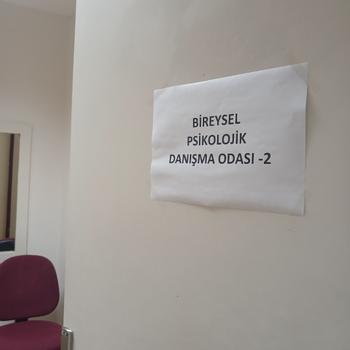 BİREYSEL
PSİKOLOJİK
DANIŞMA ODASI -2